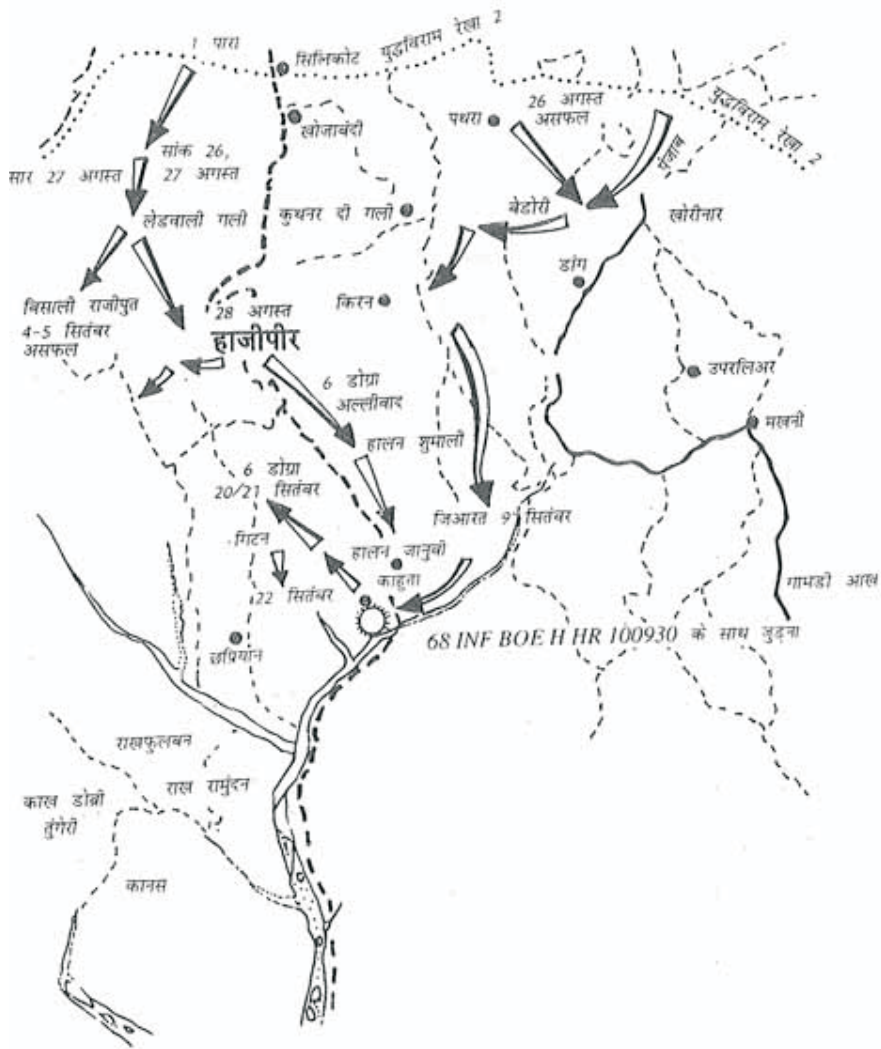 1 पारा
सिलिकोट
युद्धविराम रेखा 2
खोजाबंदी
पथरा
26 अगस्त
असफल
युद्धविराम रेखा 2
पंजाब
सांक 26,
27 अगस्त
सार 27 अगस्त
लेडवाली गली
कुथनर दी गली
बेडोरी
खोरीनार
डांग
बिसाली राजीपुत
4-5 सितंबर
असफल
28 अगस्त
हाजीपीर
किरन
उपरलिअर
मखनी
6 डोग्रा
अल्लीवाद
हालन शुमाली
6 डोग्रा
20/21 सितंबर
जिआरत 9 सितंबर
गिटन
हालन जानुबी
काहुता
22 सितंबर
गाभडो आख
छप्रियान
68 INF BOE H HR 100930 के साथ जुड़ना
राखफुलबन
राख रामुंदन
काख डोब्री
तुंगेरी
कानस